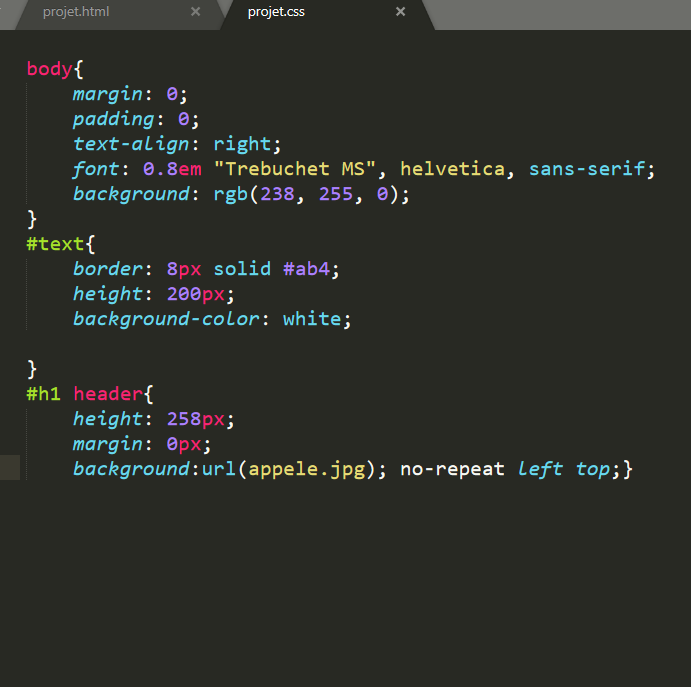 projet.html × projet.css ×
body{
margin: 0;
padding: 0;
text-align: right;
font: 0.8em "Trebuchet MS", helvetica, sans-serif;
background: rgb(238, 255, 0);
}
#text{
border: 8px solid #ab4;
height: 200px;
background-color: white;
}
#h1 header{
height: 258px;
margin: 0px;
background:url(appele.jpg); no-repeat left top;}